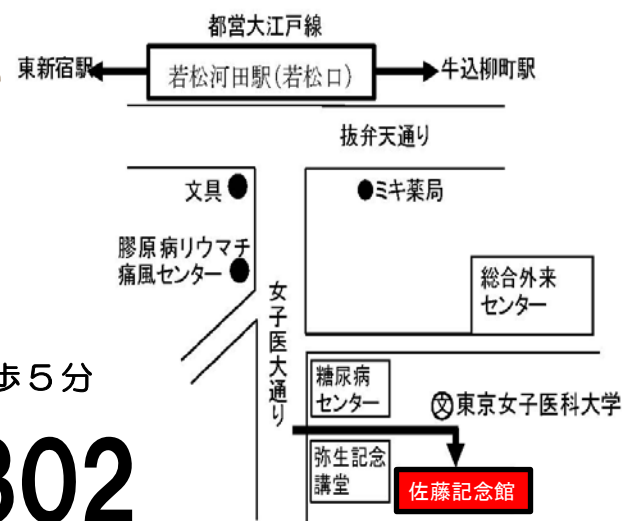 都営大江戸線
東新宿駅
若松河田駅(若松口)
牛込柳町駅
抜弁天通り
文具
ミキ薬局
膠原病リウマチ
痛風センター
総合外来
センター
女子医大通り
歩5分
糖尿病
センター
文東京女子医科大学
302
弥生記念
講堂
佐藤記念館